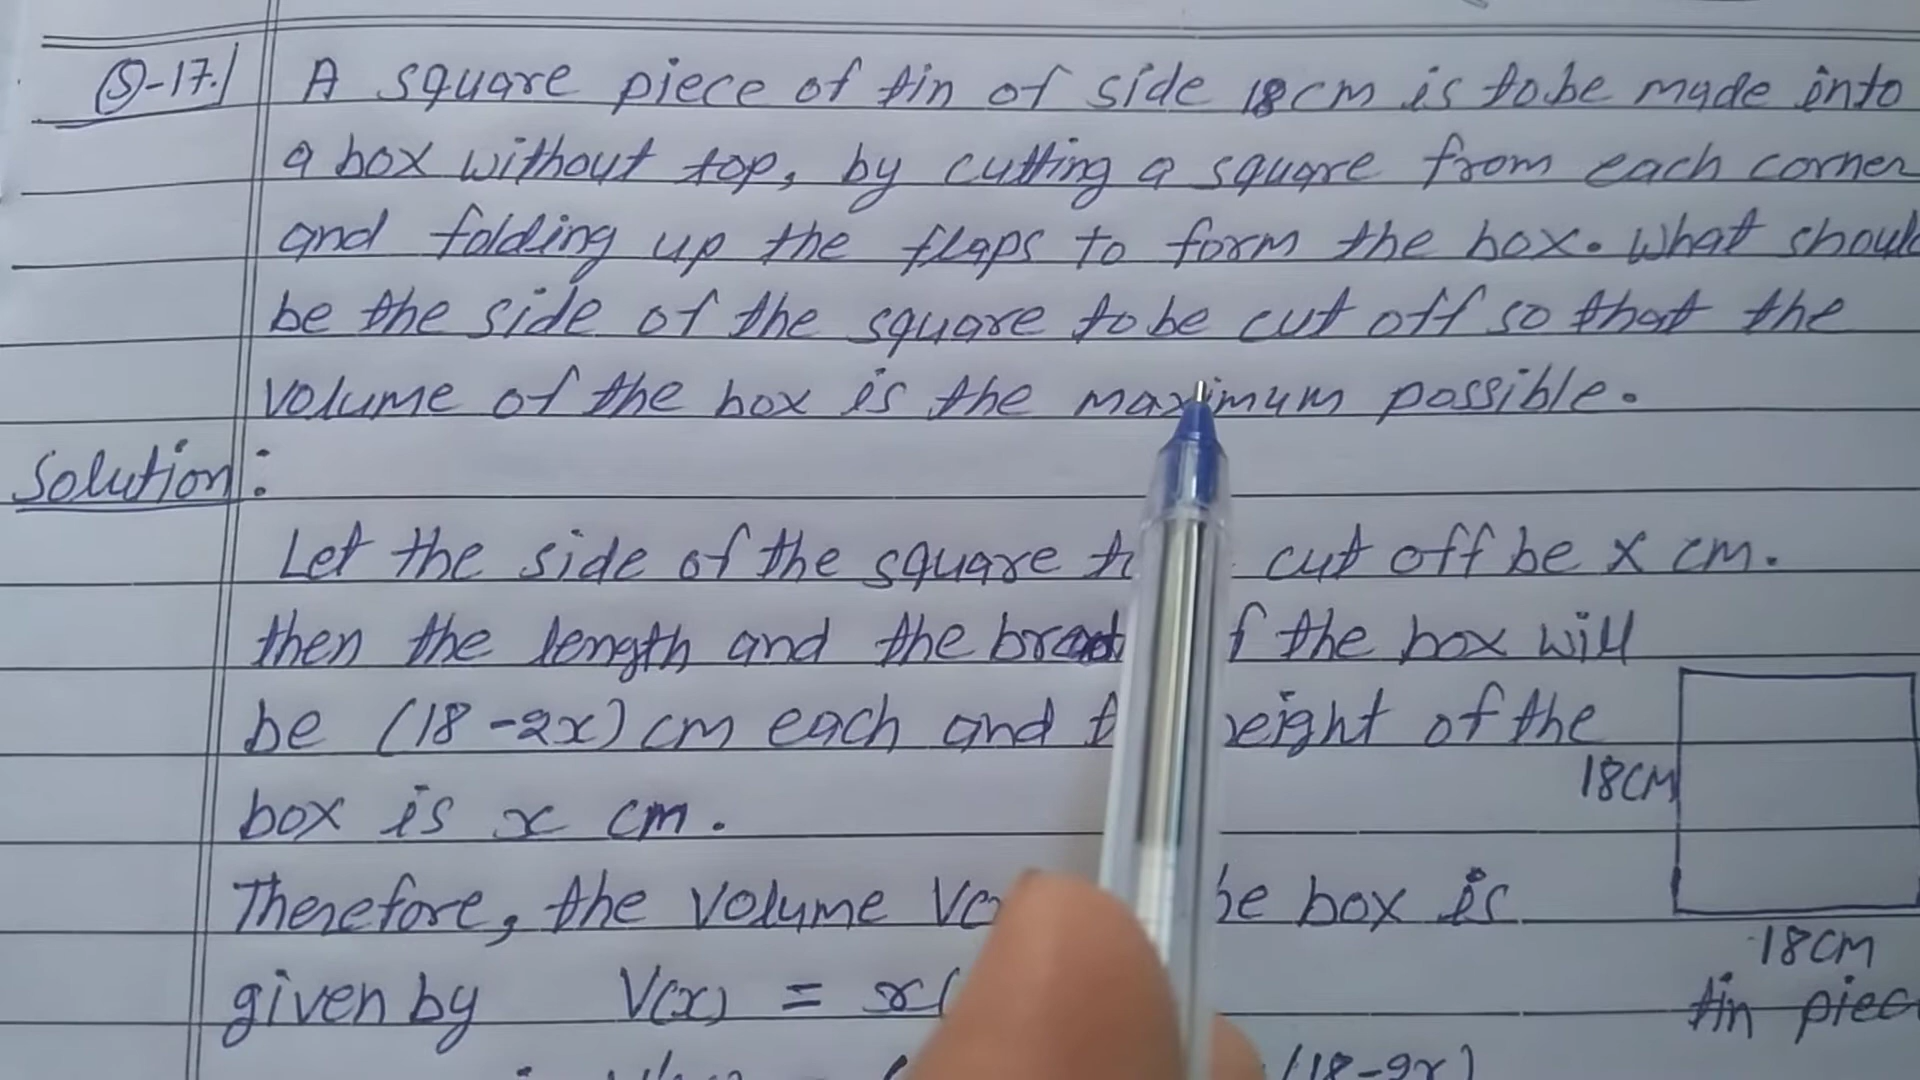 Q-17.
A square piece of tin of side 18cm is to be made into
a box without top, by cutting a square from each corner
and folding up the flaps to form the box. What should
be the side of the square to be cut off so that the
volume of the box is the maximum possible.
Solution:
Let the side of the square cut off be x cm.
then the length and the the box will
be (18-2x) cm each and of the
box is x cm.
Therefore, the volume box is
given by V(x) = x(
18CM
18CM
tin
(18-2x)